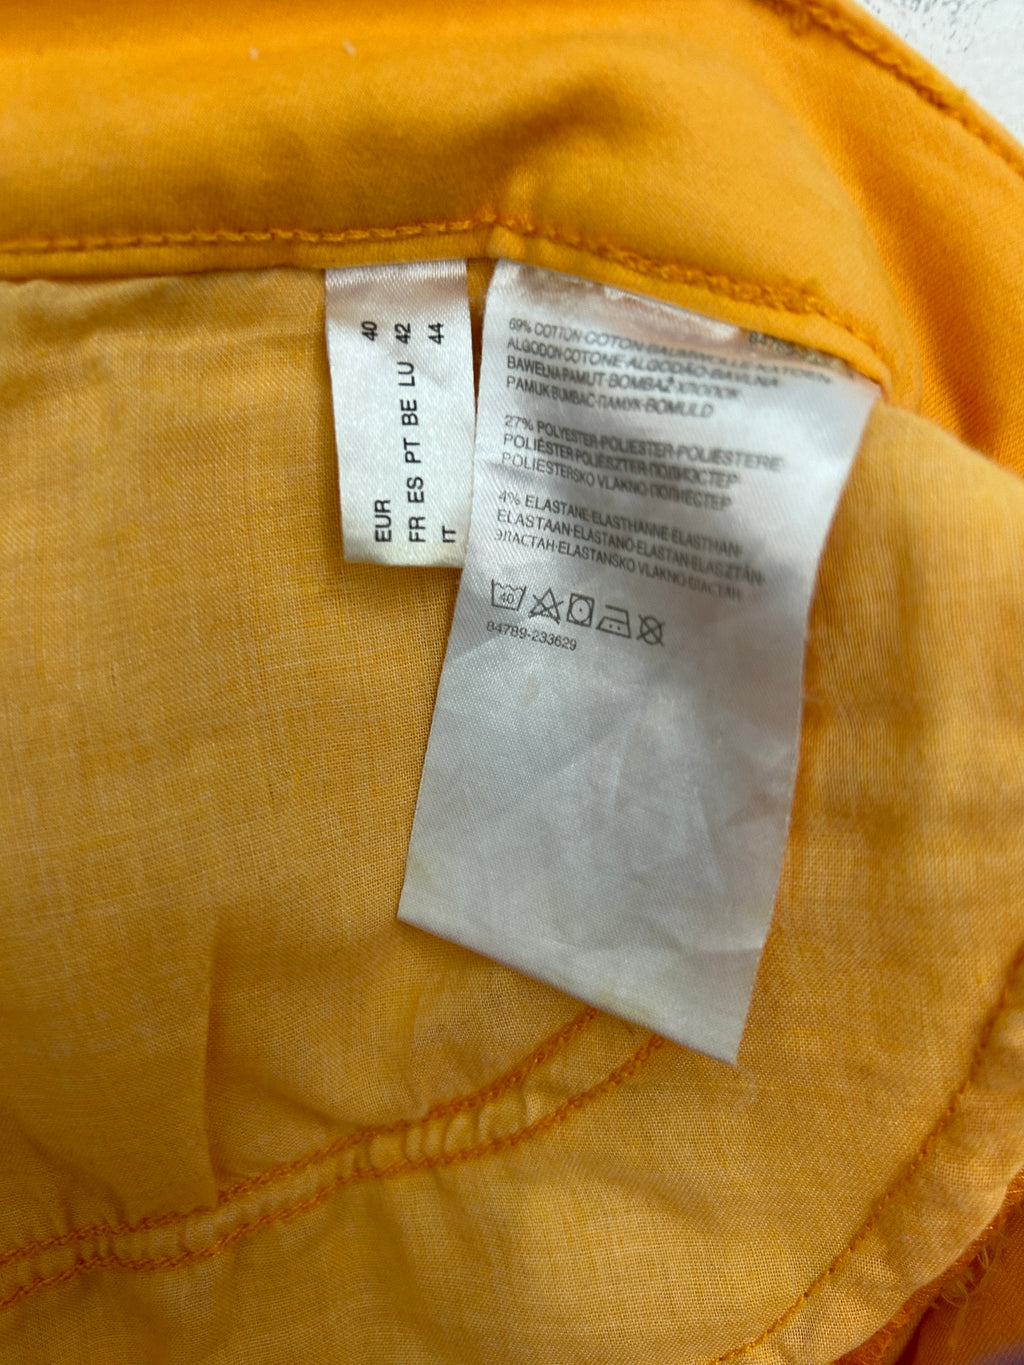 EUR 40
FR ES PT BE LU 42
IT 44
69% COTTON·COTON·BAUMWOLLE·KATOEN·
ALGODON·COTONE·ALGODÃO·BAVLNA·
BAWEŁNA·PAMUT·BOMBAŽ·ХЛОПОК·
PAMUK·BUMBAC·ПАМУК·BOMULD
27% POLYESTER·POLIESTER·POLIESTERE·
POLIÉSTER·POLIÉSZTER·ПОЛИЭСТЕР·
POLIESTERSKO VLAKNO·ПОЛИЕСТЕР
4% ELASTANE·ELASTHANNE·ELASTHAN·
ELASTAAN·ELASTANO·ELASTAN·ELASZTÁN·
ЭЛАСТАН·ELASTANSKO VLAKNO·ЕЛАСТАН
40
84789-233629